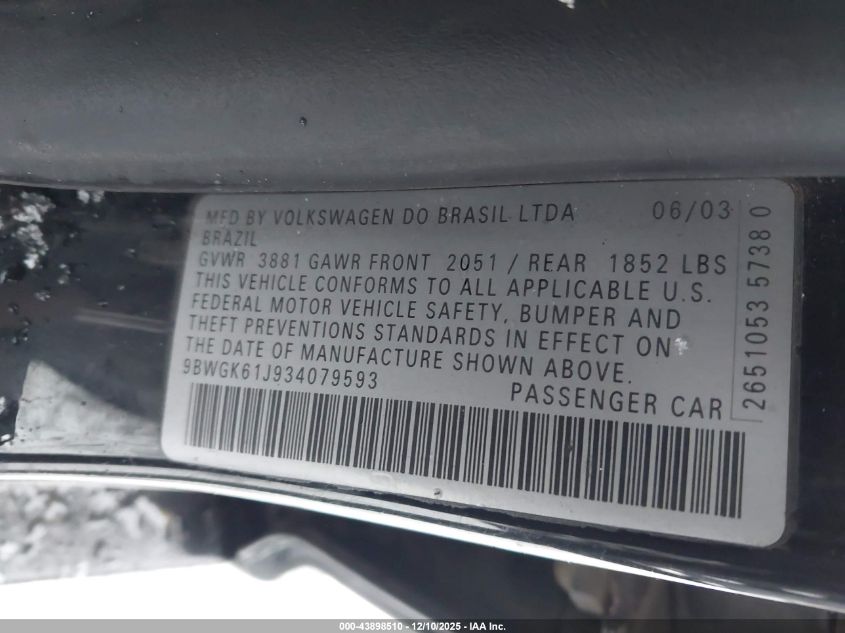 MFD BY VOLKSWAGEN DO BRASIL LTDA 06/03
BRAZIL
GVWR 3881 GAWR FRONT 2051 / REAR 1852 LBS
THIS VEHICLE CONFORMS TO ALL APPLICABLE U.S.
FEDERAL MOTOR VEHICLE SAFETY, BUMPER AND
THEFT PREVENTIONS STANDARDS IN EFFECT ON
THE DATE OF MANUFACTURE SHOWN ABOVE.
9BWGK61J934079593
PASSENGER CAR
2651053 57380
000-43898510 - 12/10/2025 - IAA Inc.